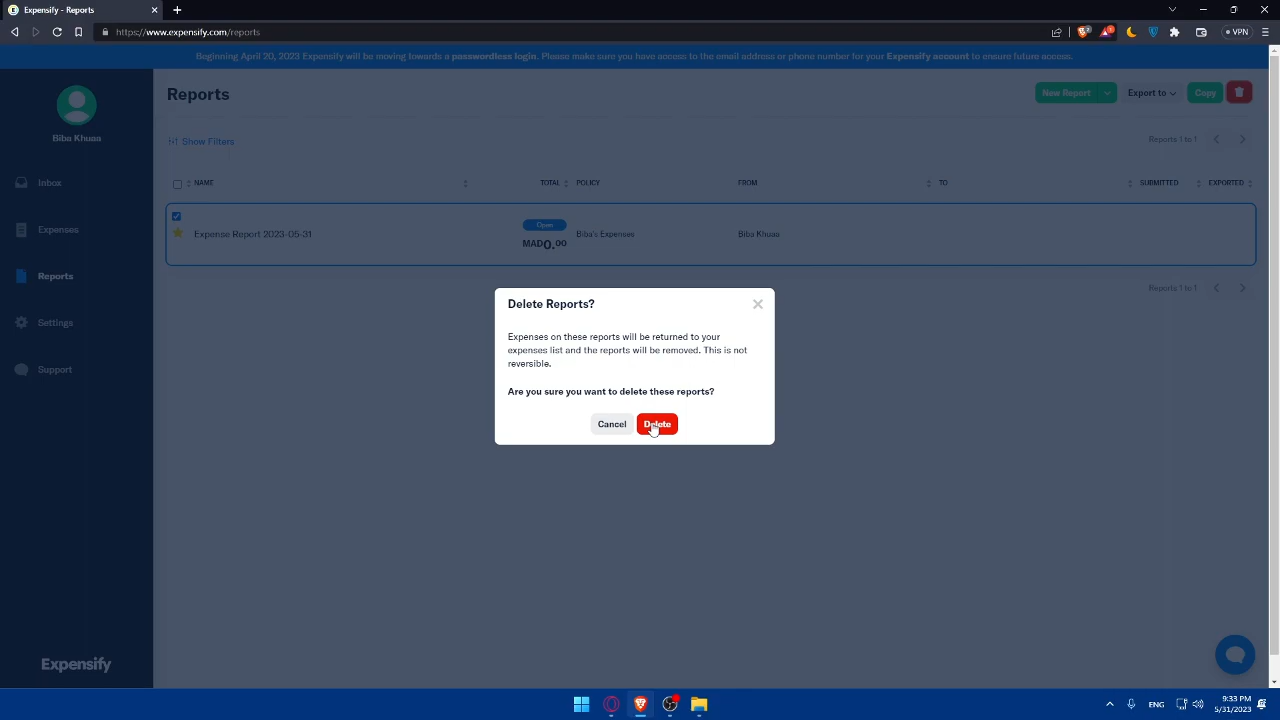 Expensify - Reports
https://www.expensify.com/reports
VPN
Beginning April 20, 2023 Expensify will be moving towards a passwordless login. Please make sure you have access to the email address or phone number for your Expensify account to ensure future access.
Biba Khuaa
Inbox
Expenses
Reports
Settings
Support
Expensify
Reports
New Report
Export to
Copy
Show Filters
Reports 1 to 1
NAME TOTAL POLICY FROM TO SUBMITTED EXPORTED
Open
Expense Report 2023-05-31 MAD0.00 Biba's Expenses Biba Khuaa
Reports 1 to 1
Delete Reports?
Expenses on these reports will be returned to your
expenses list and the reports will be removed. This is not
reversible.
Are you sure you want to delete these reports?
Cancel Delete
ENG
9:33 PM
5/31/2023